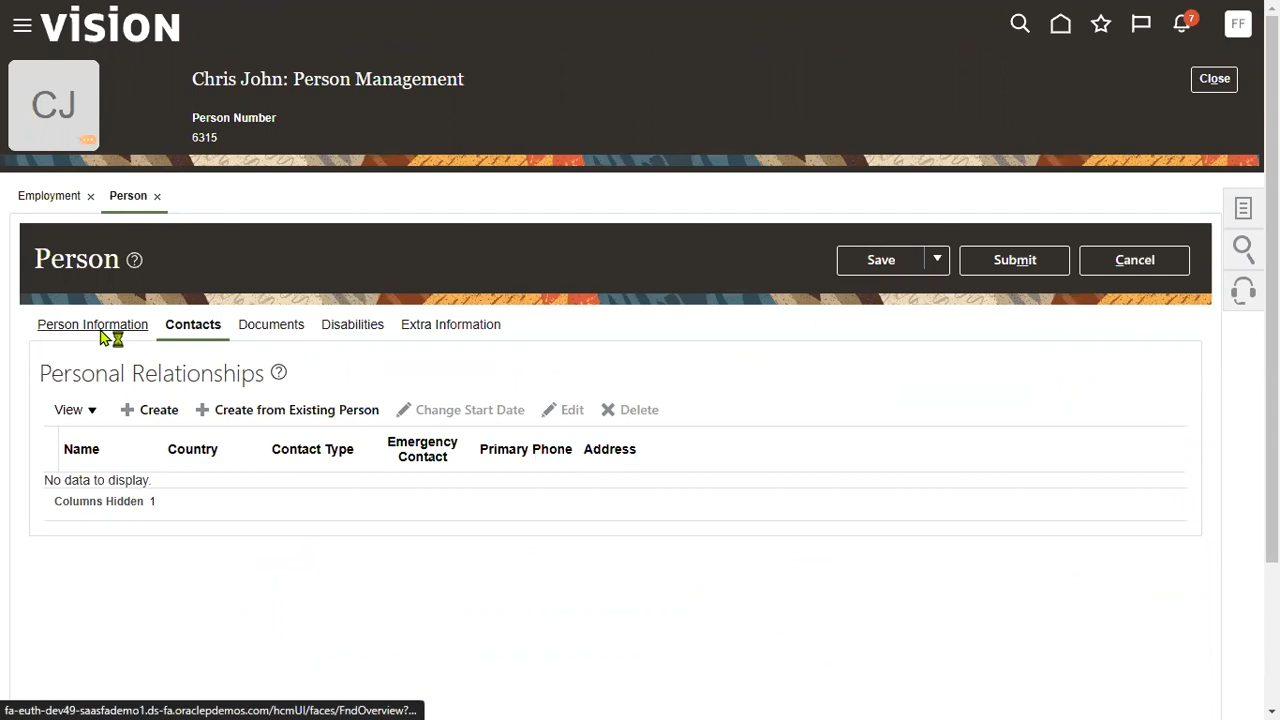 vision
7
FF
CJ
Chris John: Person Management
Close
Person Number
6315
Employment
Person
Person
Save
Submit
Cancel
Person Information
Contacts
Documents
Disabilities
Extra Information
Personal Relationships
View
Create
Create from Existing Person
Change Start Date
Edit
Delete
Name
Country
Contact Type
Emergency
Contact
Primary Phone
Address
No data to display.
Columns Hidden 1
fa-euth-dev49-saasfademo1.ds-fa.oraclepdemos.com/hcmUI/faces/FndOverview?...